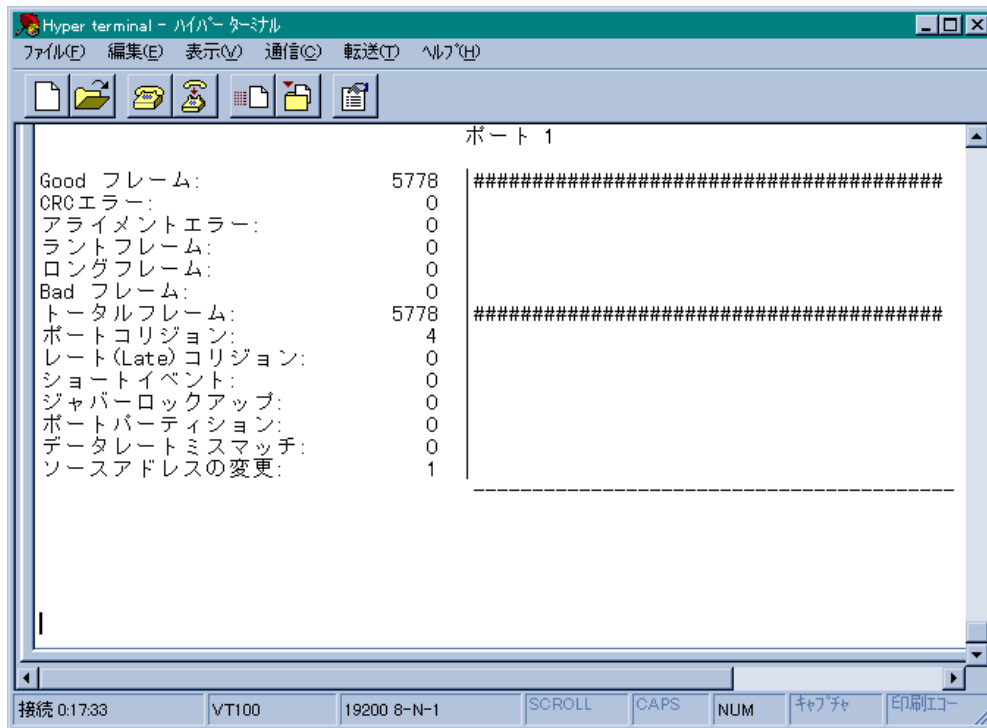 Hyper terminal - ﾊｲﾊﾟｰ ﾀｰﾐﾅﾙ
ﾌｧｲﾙ(F) 編集(E) 表示(V) 通信(C) 転送(T) ﾍﾙﾌﾟ(H)
ポート 1
Good フレーム: 5778 ########################################
CRCエラー: 0
アライメントエラー: 0
ラントフレーム: 0
ロングフレーム: 0
Bad フレーム: 0
トータルフレーム: 5778 ########################################
ポートコリジョン: 4
レート(Late)コリジョン: 0
ショートイベント: 0
ジャバーロックアップ: 0
ポートパーティション: 0
データレートミスマッチ: 0
ソースアドレスの変更: 1
-----------------------------------------
接続 0:17:33 VT100 19200 8-N-1 SCROLL CAPS NUM ｷｬﾌﾟﾁｬ 印刷ｴｺｰ